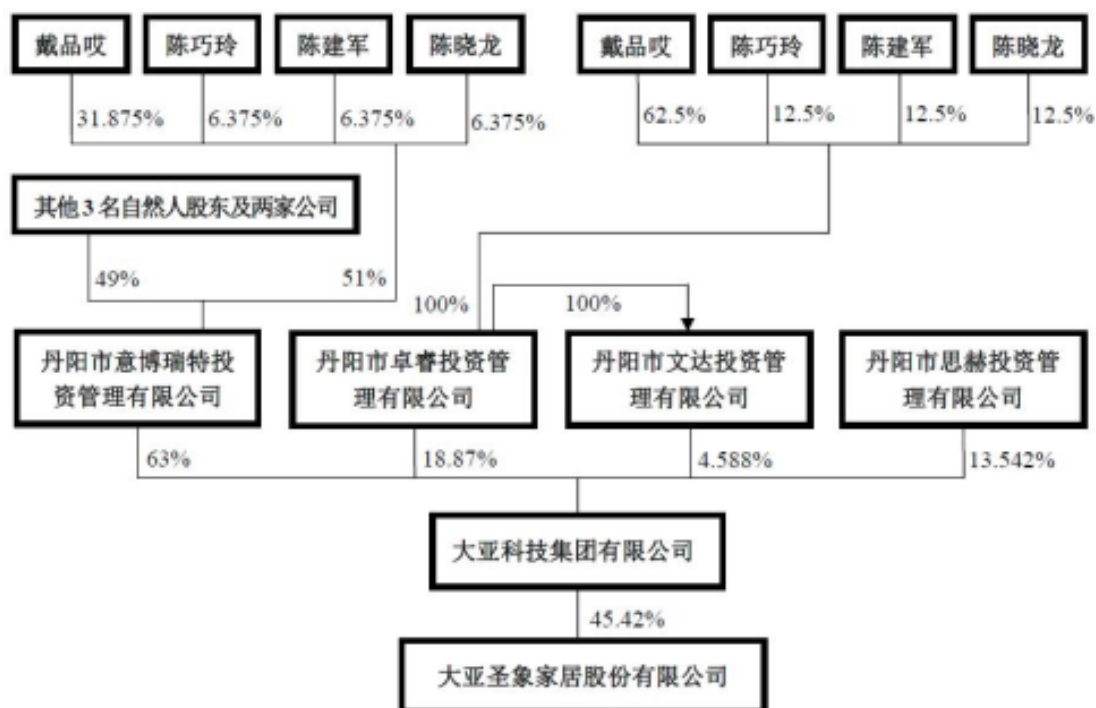 戴品哎
陈巧玲
陈建军
陈晓龙
戴品哎
陈巧玲
陈建军
陈晓龙
31.875%
6.375%
6.375%
6.375%
62.5%
12.5%
12.5%
12.5%
其他3名自然人股东及两家公司
49%
51%
100%
100%
丹阳市意博瑞特投
资管理有限公司
丹阳市卓睿投资管
理有限公司
丹阳市文达投资管
理有限公司
丹阳市思赫投资管
理有限公司
63%
18.87%
4.588%
13.542%
大亚科技集团有限公司
45.42%
大亚圣象家居股份有限公司